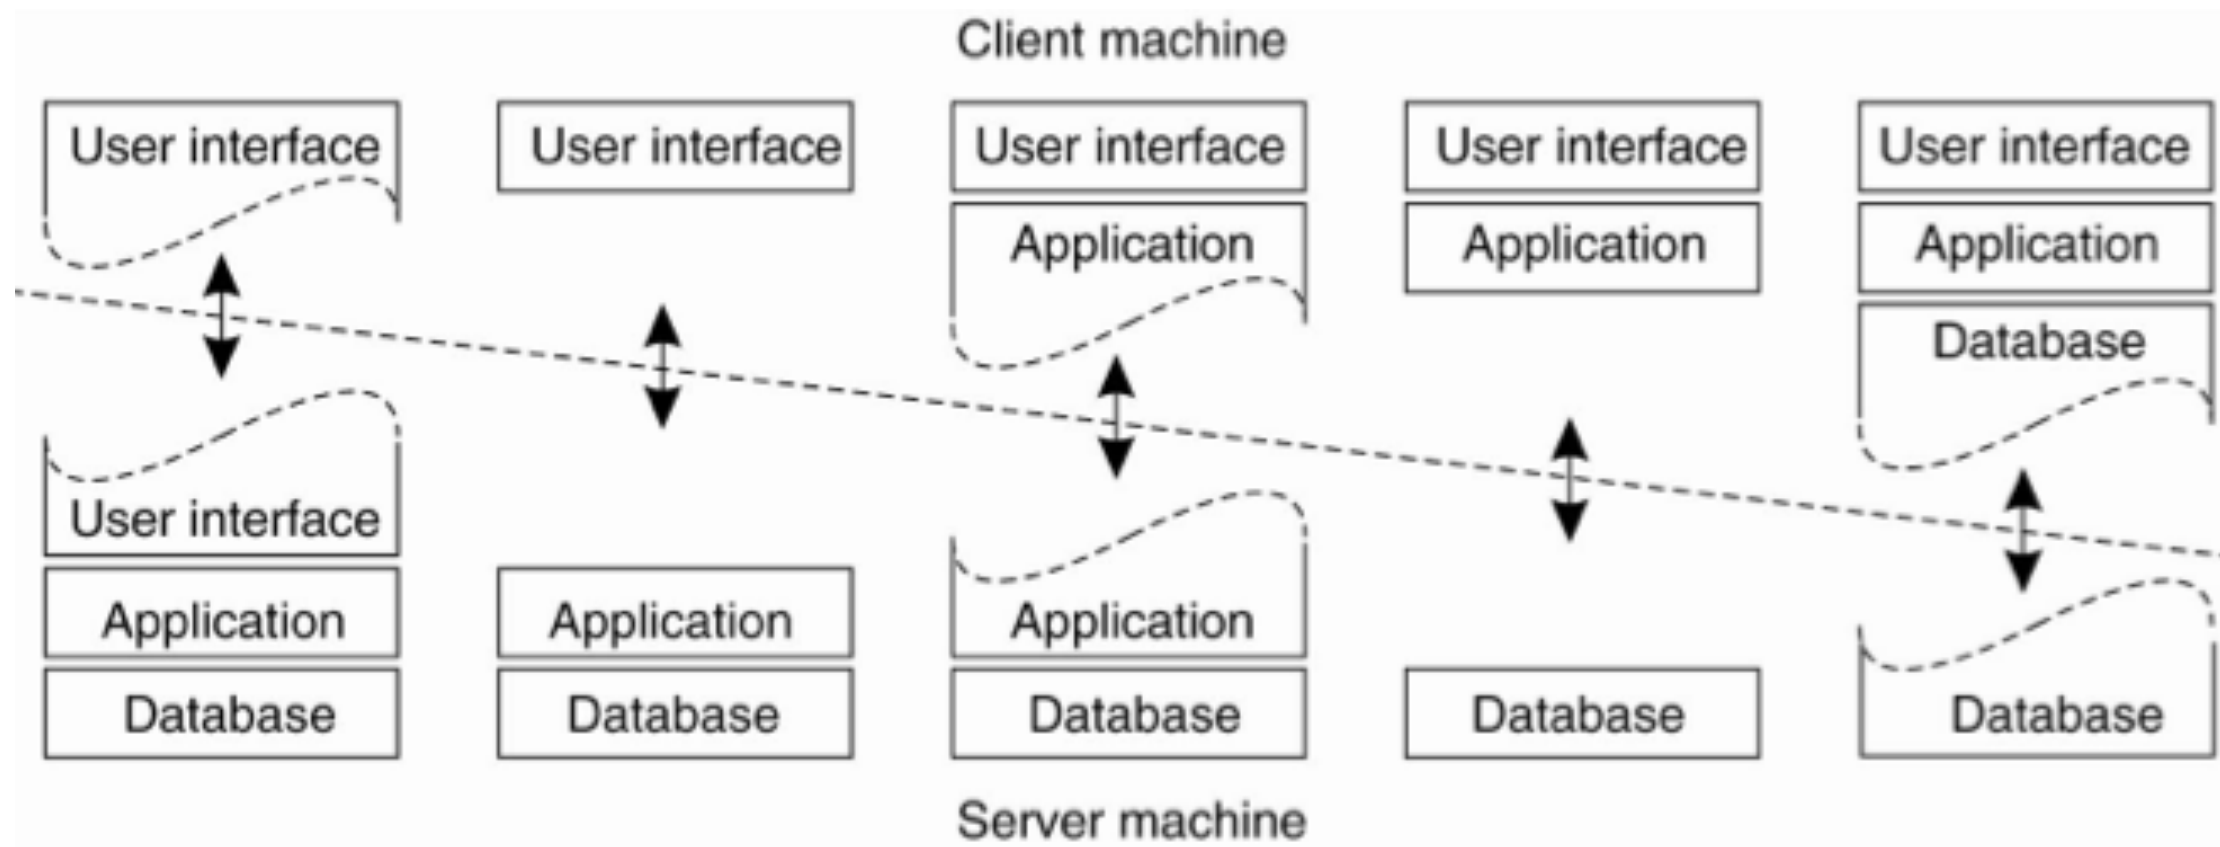 Client machine
User interface
User interface
User interface
User interface
User interface
Application
Application
Application
Database
User interface
Application
Application
Application
Database
Database
Database
Database
Database
Server machine